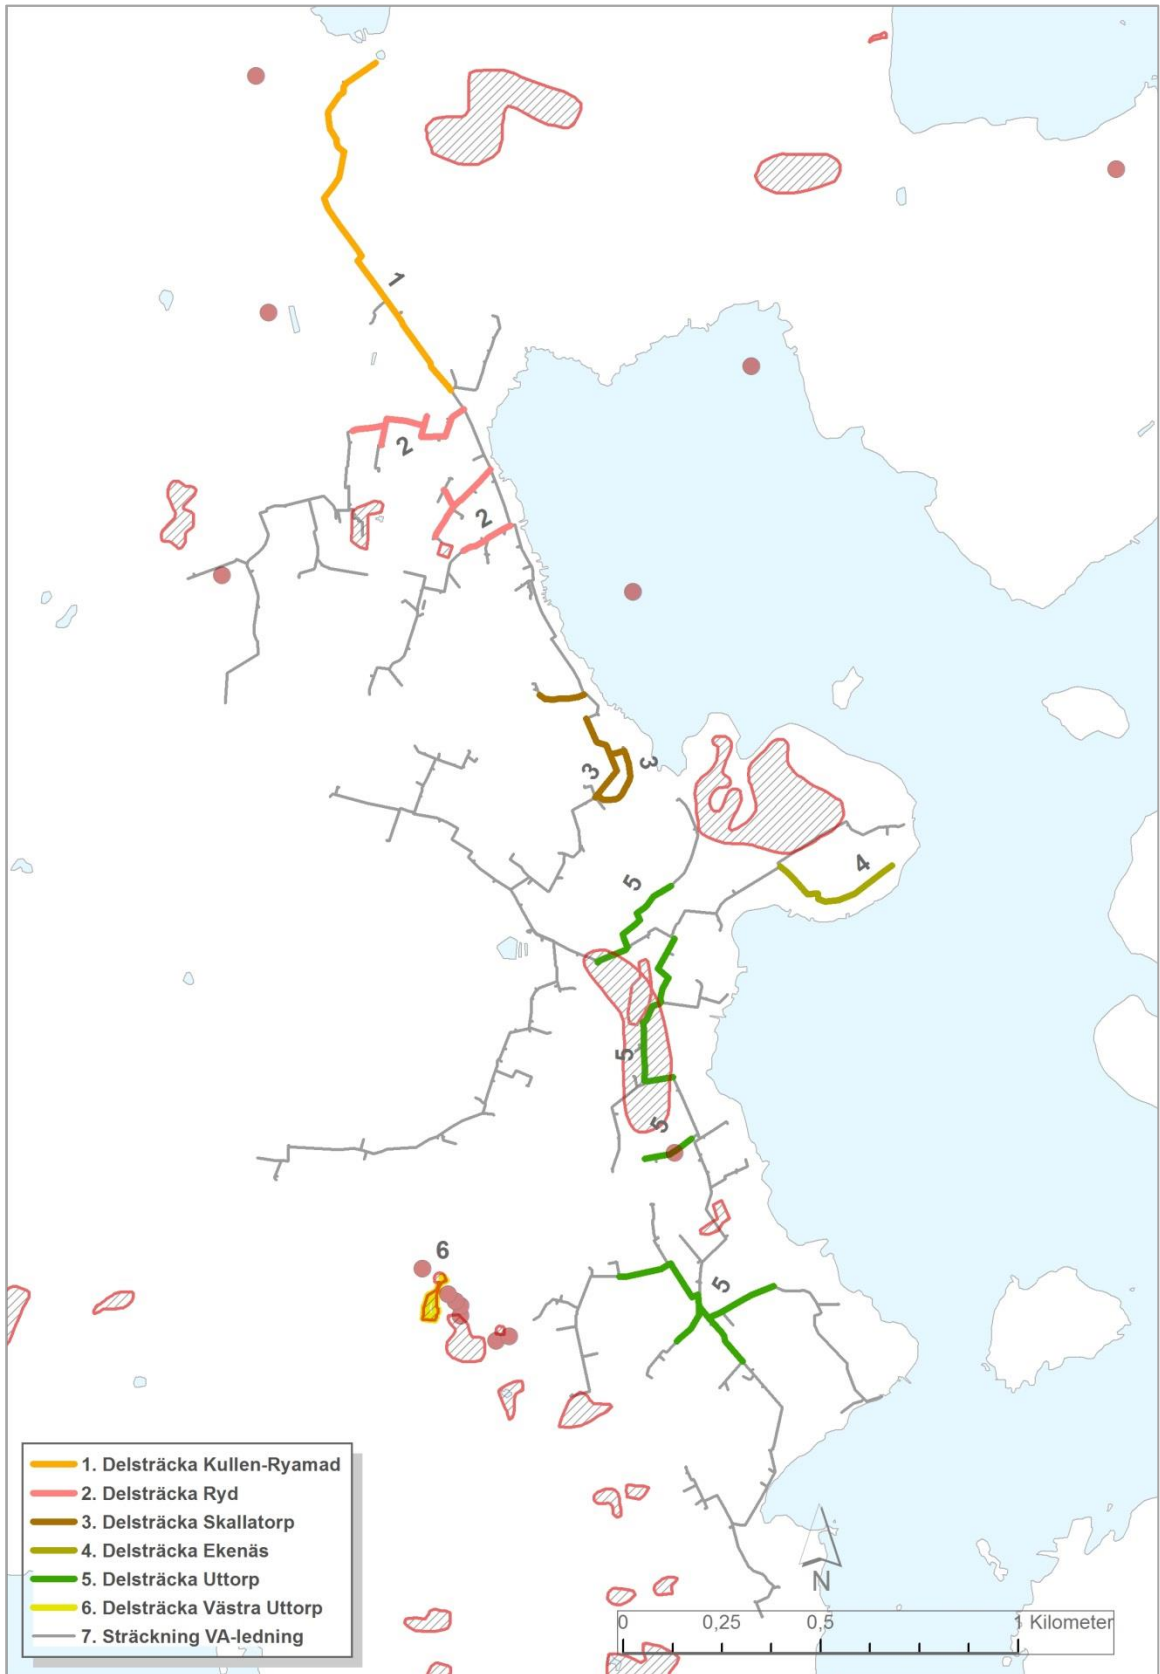 1
2
2
3
3
4
5
5
5
6
5
1. Delsträcka Kullen-Ryamad
2. Delsträcka Ryd
3. Delsträcka Skallatorp
4. Delsträcka Ekenäs
5. Delsträcka Uttorp
6. Delsträcka Västra Uttorp
7. Sträckning VA-ledning
N
0 0,25 0,5 1 Kilometer